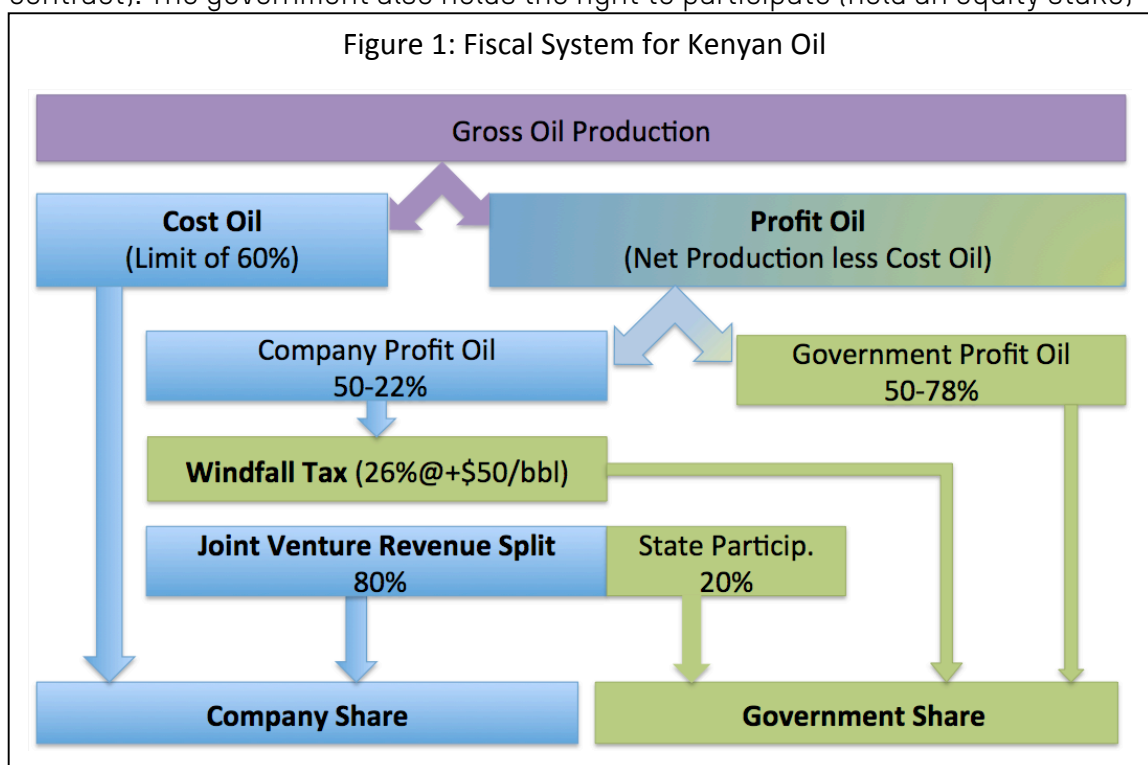 contract). The government also holds the right to participate (hold an equity stake)
Figure 1: Fiscal System for Kenyan Oil
Gross Oil Production
Cost Oil
(Limit of 60%)
Profit Oil
(Net Production less Cost Oil)
Company Profit Oil
50-22%
Government Profit Oil
50-78%
Windfall Tax (26%@+$50/bbl)
Joint Venture Revenue Split
80%
State Particip.
20%
Company Share
Government Share